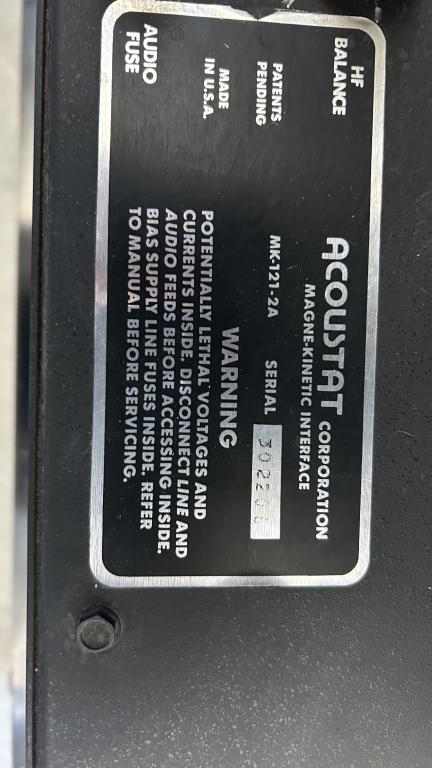 HF
BALANCE
ACOUSTAT CORPORATION
MAGNE-KINETIC INTERFACE
PATENTS
PENDING
MK-121-2A SERIAL
MADE
IN U.S.A.
WARNING
POTENTIALLY LETHAL VOLTAGES AND
CURRENTS INSIDE. DISCONNECT LINE AND
AUDIO FEEDS BEFORE ACCESSING INSIDE.
BIAS SUPPLY LINE FUSES INSIDE. REFER
TO MANUAL BEFORE SERVICING.
AUDIO
FUSE